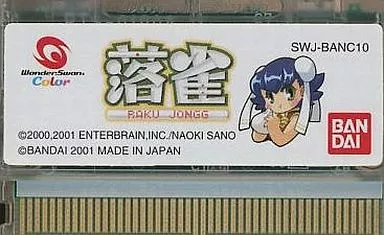 SWJ-BANC10
WonderSwan
Color
落雀
RAKU JONGG
©2000,2001 ENTERBRAIN,INC./NAOKI SANO
©BANDAI 2001 MADE IN JAPAN
BAN
DAI